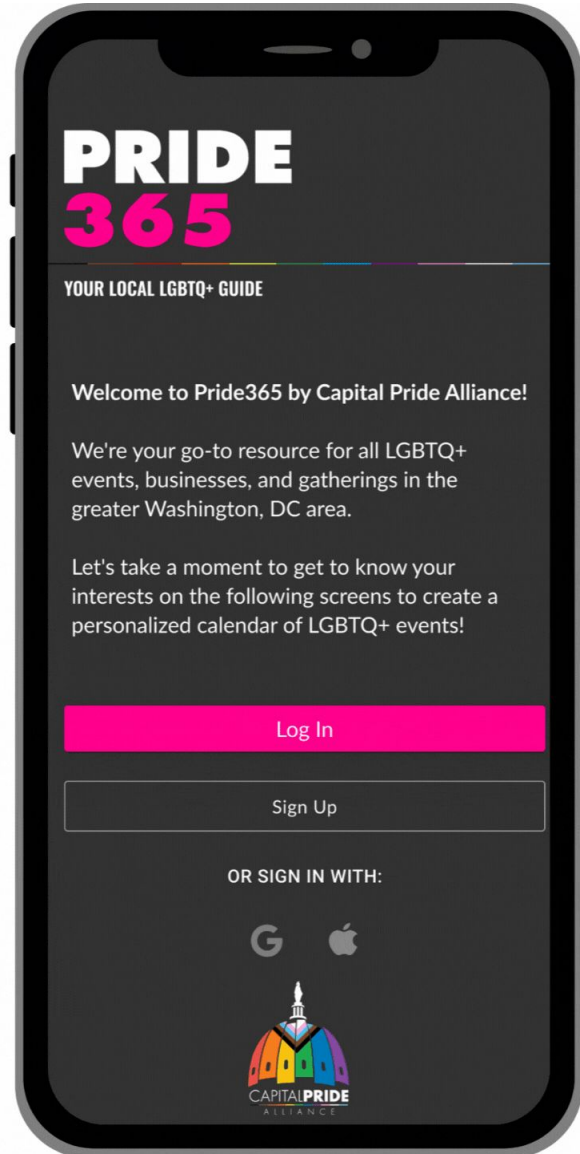 PRIDE
365
YOUR LOCAL LGBTQ+ GUIDE
Welcome to Pride365 by Capital Pride Alliance!
We're your go-to resource for all LGBTQ+
events, businesses, and gatherings in the
greater Washington, DC area.
Let's take a moment to get to know your
interests on the following screens to create a
personalized calendar of LGBTQ+ events!
Log In
Sign Up
OR SIGN IN WITH:
G
CAPITALPRIDE
ALLIANCE